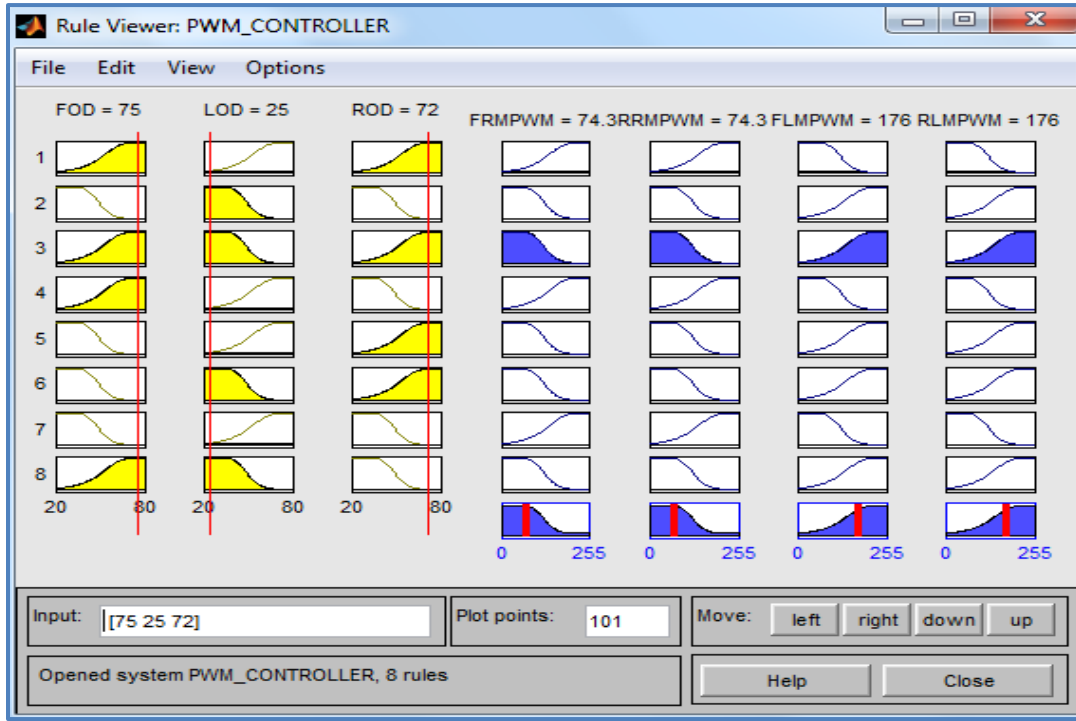 Rule Viewer: PWM_CONTROLLER
File Edit View Options
FOD = 75 LOD = 25 ROD = 72 FRMPWM = 74.3 RRMPWM = 74.3 FLMPWM = 176 RLMPWM = 176
1
2
3
4
5
6
7
8
20 80 20 80 20 80
0 255 0 255 0 255 0 255
Input: [75 25 72] Plot points: 101 Move: left right down up
Opened system PWM_CONTROLLER, 8 rules Help Close